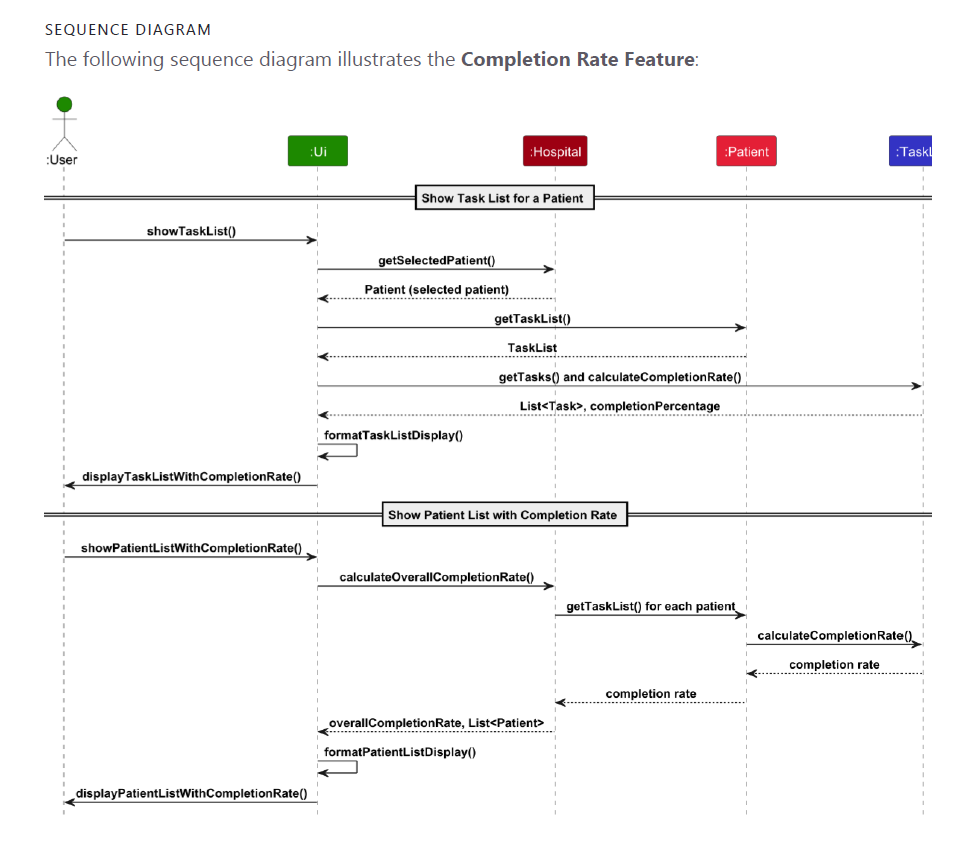 SEQUENCE DIAGRAM
The following sequence diagram illustrates the Completion Rate Feature:
:User
:Ui
:Hospital
:Patient
:TaskL
Show Task List for a Patient
showTaskList()
getSelectedPatient()
Patient (selected patient)
getTaskList()
TaskList
getTasks() and calculateCompletionRate()
List<Task>, completionPercentage
formatTaskListDisplay()
displayTaskListWithCompletionRate()
Show Patient List with Completion Rate
showPatientListWithCompletionRate()
calculateOverallCompletionRate()
getTaskList() for each patient
calculateCompletionRate()
completion rate
completion rate
overallCompletionRate, List<Patient>
formatPatientListDisplay()
displayPatientListWithCompletionRate()